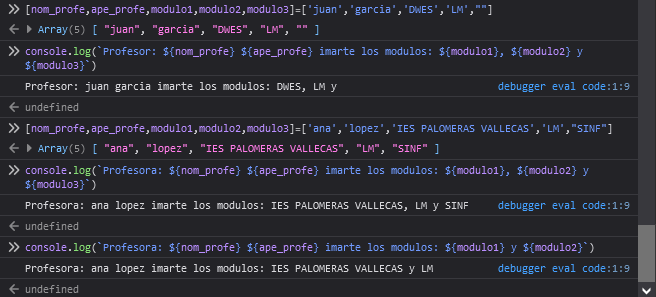 [nom_profe,ape_profe,modulo1,modulo2,modulo3]=['juan','garcia','DWES','LM',""]
Array(5) [ "juan", "garcia", "DWES", "LM", "" ]
console.log(`Profesor: ${nom_profe} ${ape_profe} imarte los modulos: ${modulo1}, ${modulo2} y
${modulo3}`)
Profesor: juan garcia imarte los modulos: DWES, LM y debugger eval code:1:9
undefined
[nom_profe,ape_profe,modulo1,modulo2,modulo3]=['ana','lopez','IES PALOMERAS VALLECAS','LM',"SINF"]
Array(5) [ "ana", "lopez", "IES PALOMERAS VALLECAS", "LM", "SINF" ]
console.log(`Profesora: ${nom_profe} ${ape_profe} imarte los modulos: ${modulo1}, ${modulo2} y
${modulo3}`)
Profesora: ana lopez imarte los modulos: IES PALOMERAS VALLECAS, LM y SINF debugger eval code:1:9
undefined
console.log(`Profesora: ${nom_profe} ${ape_profe} imarte los modulos: ${modulo1} y ${modulo2}`)
Profesora: ana lopez imarte los modulos: IES PALOMERAS VALLECAS y LM debugger eval code:1:9
undefined